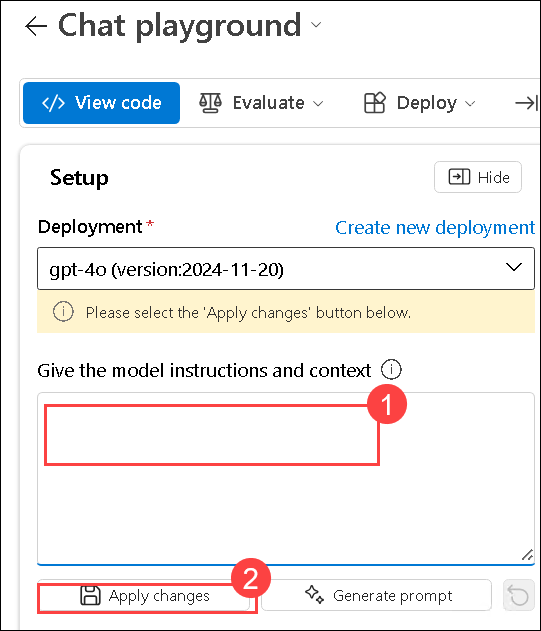 Chat playground
View code Evaluate Deploy
Setup Hide
Deployment * Create new deployment
gpt-4o (version:2024-11-20)
Please select the 'Apply changes' button below.
Give the model instructions and context
1
2
Apply changes Generate prompt